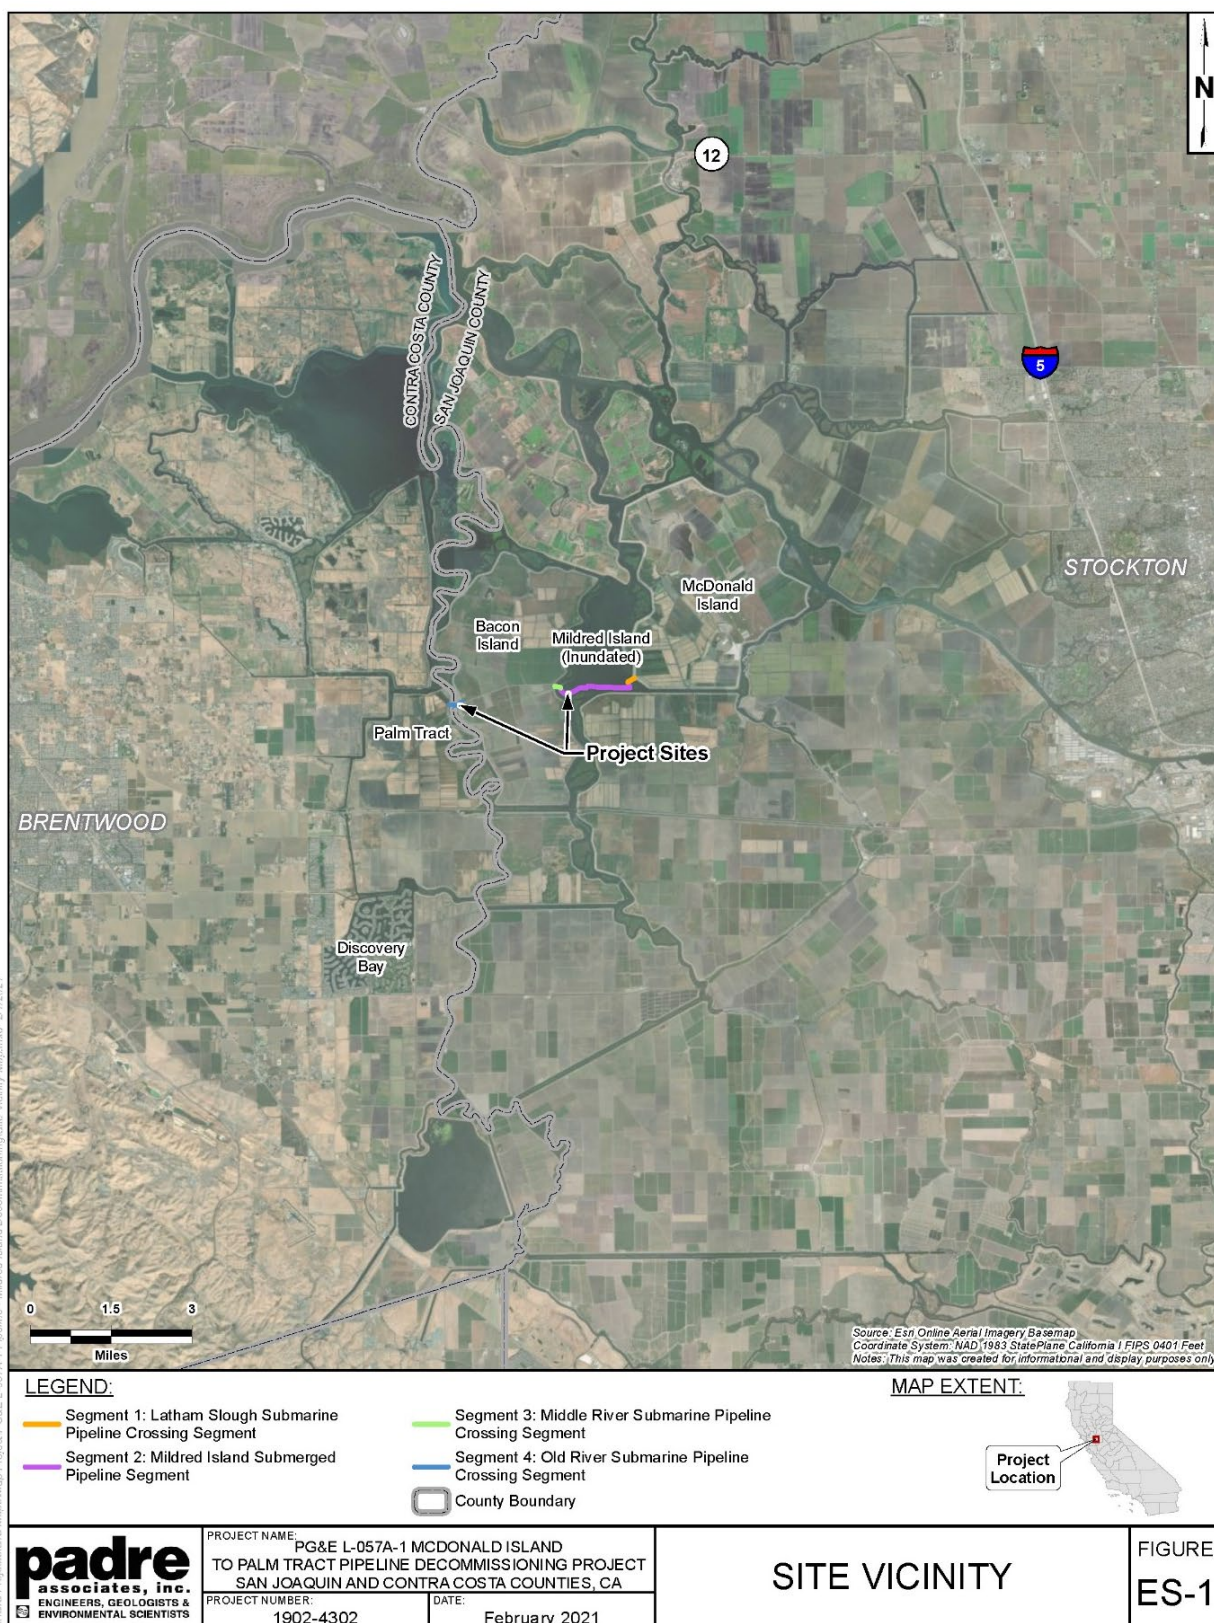 N
12
CONTRA COSTA COUNTY
SAN JOAQUIN COUNTY
5
STOCKTON
McDonald
Island
Bacon
Island
Mildred Island
(Inundated)
Palm Tract
Project Sites
BRENTWOOD
Discovery
Bay
0 1.5 3
Miles
Source: Esri Online Aerial Imagery Basemap
Coordinate System: NAD 1983 StatePlane California I FIPS 0401 Feet
Notes: This map was created for informational and display purposes only
LEGEND:
Segment 1: Latham Slough Submarine
Pipeline Crossing Segment
Segment 2: Mildred Island Submerged
Pipeline Segment
Segment 3: Middle River Submarine Pipeline
Crossing Segment
Segment 4: Old River Submarine Pipeline
Crossing Segment
County Boundary
MAP EXTENT:
Project
Location
padre
associates, inc.
ENGINEERS, GEOLOGISTS &
ENVIRONMENTAL SCIENTISTS
PROJECT NAME:
PG&E L-057A-1 MCDONALD ISLAND
TO PALM TRACT PIPELINE DECOMMISSIONING PROJECT
SAN JOAQUIN AND CONTRA COSTA COUNTIES, CA
PROJECT NUMBER:
1902-4302
DATE:
February 2021
SITE VICINITY
FIGURE
ES-1